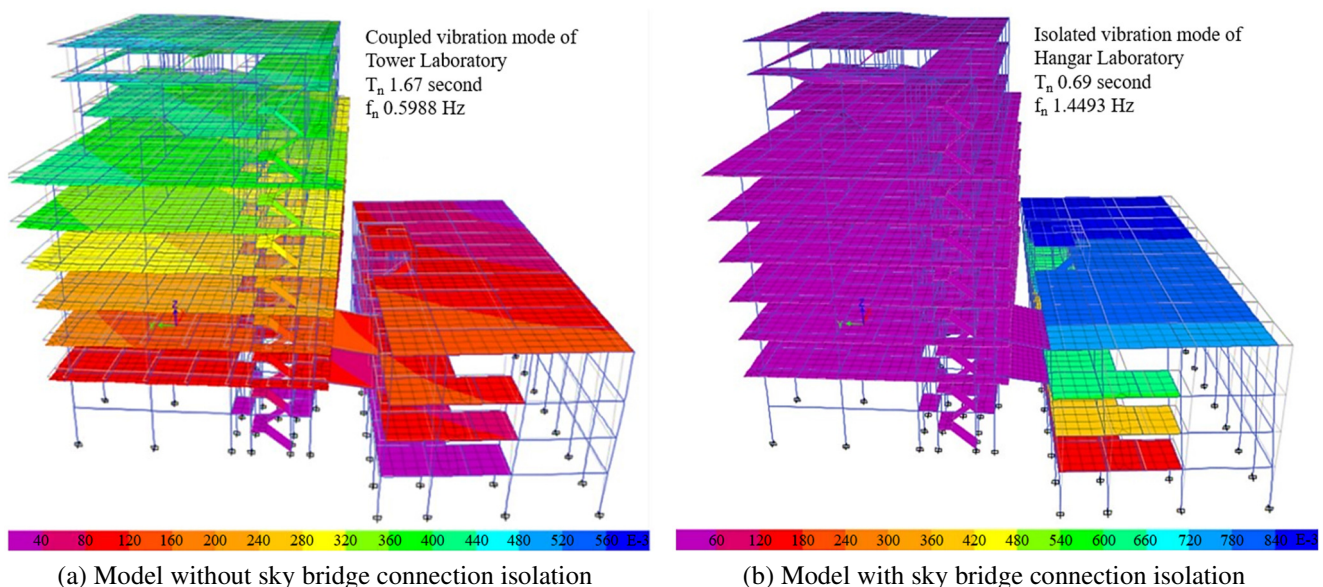 Coupled vibration mode of
Tower Laboratory
Tn 1.67 second
fn 0.5988 Hz
Isolated vibration mode of
Hangar Laboratory
Tn 0.69 second
fn 1.4493 Hz
Z
Y
40 80 120 160 200 240 280 320 360 400 440 480 520 560 E-3
60 120 180 240 300 360 420 480 540 600 660 720 780 840 E-3
(a) Model without sky bridge connection isolation
(b) Model with sky bridge connection isolation